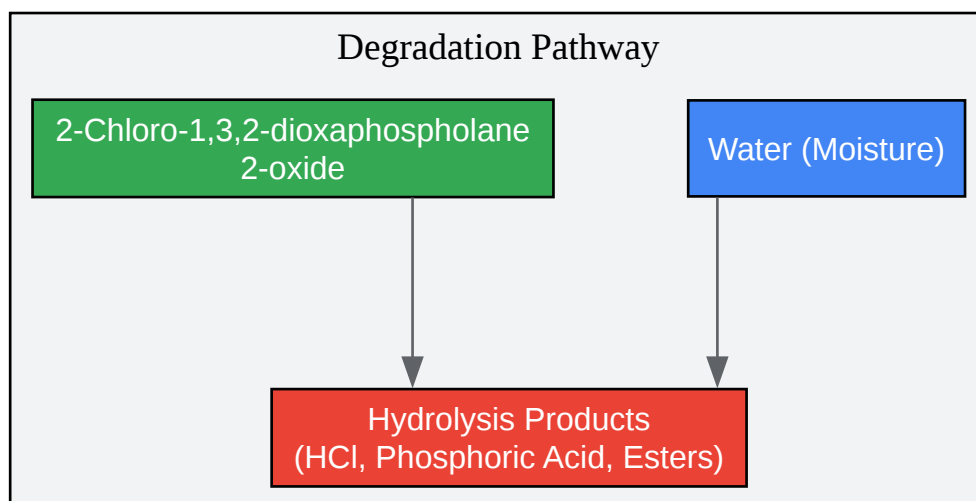 Degradation Pathway
2-Chloro-1,3,2-dioxaphospholane
2-oxide
Water (Moisture)
Hydrolysis Products
(HCl, Phosphoric Acid, Esters)